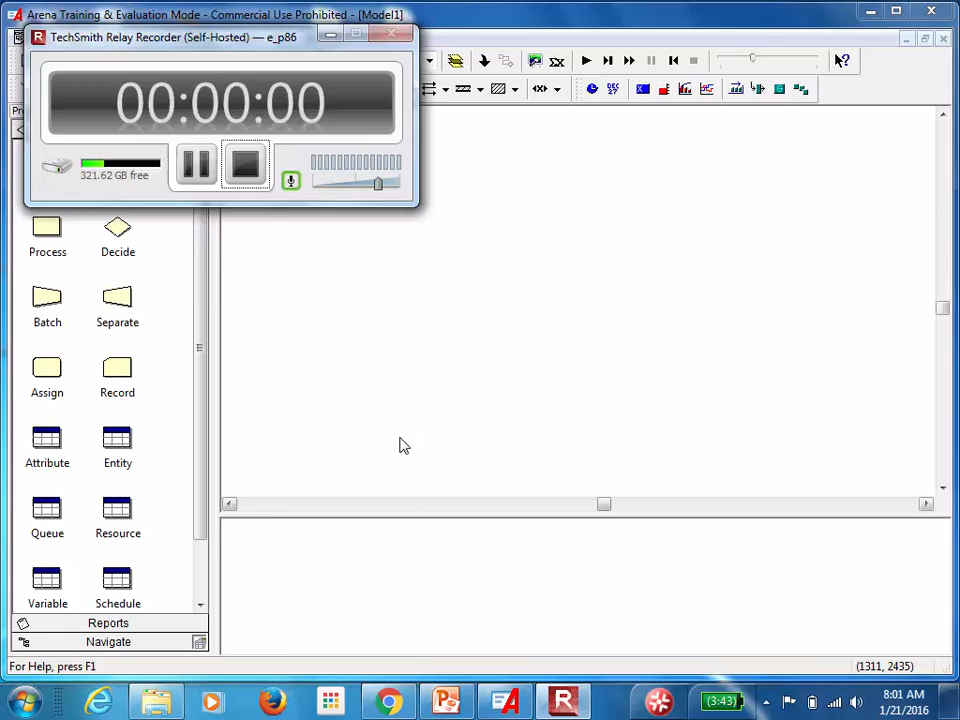 Arena Training & Evaluation Mode - Commercial Use Prohibited - [Model1]
TechSmith Relay Recorder (Self-Hosted) — e_p86
00:00:00
321.62 GB free
Process
Decide
Batch
Separate
Assign
Record
Attribute
Entity
Queue
Resource
Variable
Schedule
Reports
Navigate
For Help, press F1
(1311, 2435)
(3:43)
8:01 AM
1/21/2016